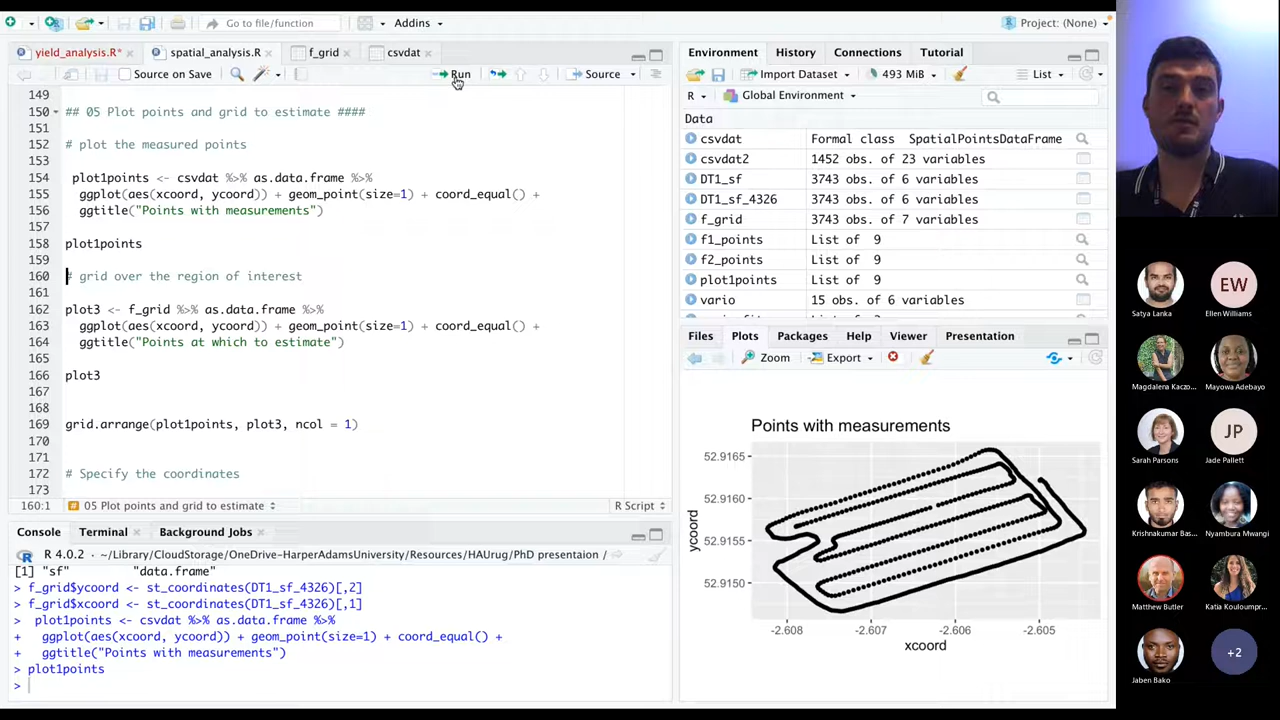 Go to file/function
Addins
Project: (None)
yield_analysis.R*
spatial_analysis.R
f_grid
csvdat
Source on Save
Run
Source
149
150 ## 05 Plot points and grid to estimate ####
151
152 # plot the measured points
153
154 plot1points <- csvdat %>% as.data.frame %>%
155 ggplot(aes(xcoord, ycoord)) + geom_point(size=1) + coord_equal() +
156 ggtitle("Points with measurements")
157
158 plot1points
159
160 # grid over the region of interest
161
162 plot3 <- f_grid %>% as.data.frame %>%
163 ggplot(aes(xcoord, ycoord)) + geom_point(size=1) + coord_equal() +
164 ggtitle("Points at which to estimate")
165
166 plot3
167
168
169 grid.arrange(plot1points, plot3, ncol = 1)
170
171
172 # Specify the coordinates
173
160:1 # 05 Plot points and grid to estimate R Script
Console Terminal Background Jobs
R 4.0.2 · ~/Library/CloudStorage/OneDrive-HarperAdamsUniversity/Resources/HAUrug/PhD presentaion /
[1] "sf" "data.frame"
> f_grid$ycoord <- st_coordinates(DT1_sf_4326)[,2]
> f_grid$xcoord <- st_coordinates(DT1_sf_4326)[,1]
> plot1points <- csvdat %>% as.data.frame %>%
+ ggplot(aes(xcoord, ycoord)) + geom_point(size=1) + coord_equal() +
+ ggtitle("Points with measurements")
> plot1points
>
Environment History Connections Tutorial
Import Dataset 493 MiB List
R Global Environment
Data
csvdat Formal class SpatialPointsDataFrame
csvdat2 1452 obs. of 23 variables
DT1_sf 3743 obs. of 6 variables
DT1_sf_4326 3743 obs. of 6 variables
f_grid 3743 obs. of 7 variables
f1_points List of 9
f2_points List of 9
plot1points List of 9
vario 15 obs. of 6 variables
Files Plots Packages Help Viewer Presentation
Zoom Export
Points with measurements
52.9165
52.9160
52.9155
52.9150
ycoord
-2.608 -2.607 -2.606 -2.605
xcoord
EW
Satya Lanka
Ellen Williams
Magdalena Kaczo...
Mayowa Adebayo
JP
Sarah Parsons
Jade Pallett
Krishnakumar Bas...
Nyambura Mwangi
Matthew Butler
Katia Kouloumpr...
+2
Jaben Bako